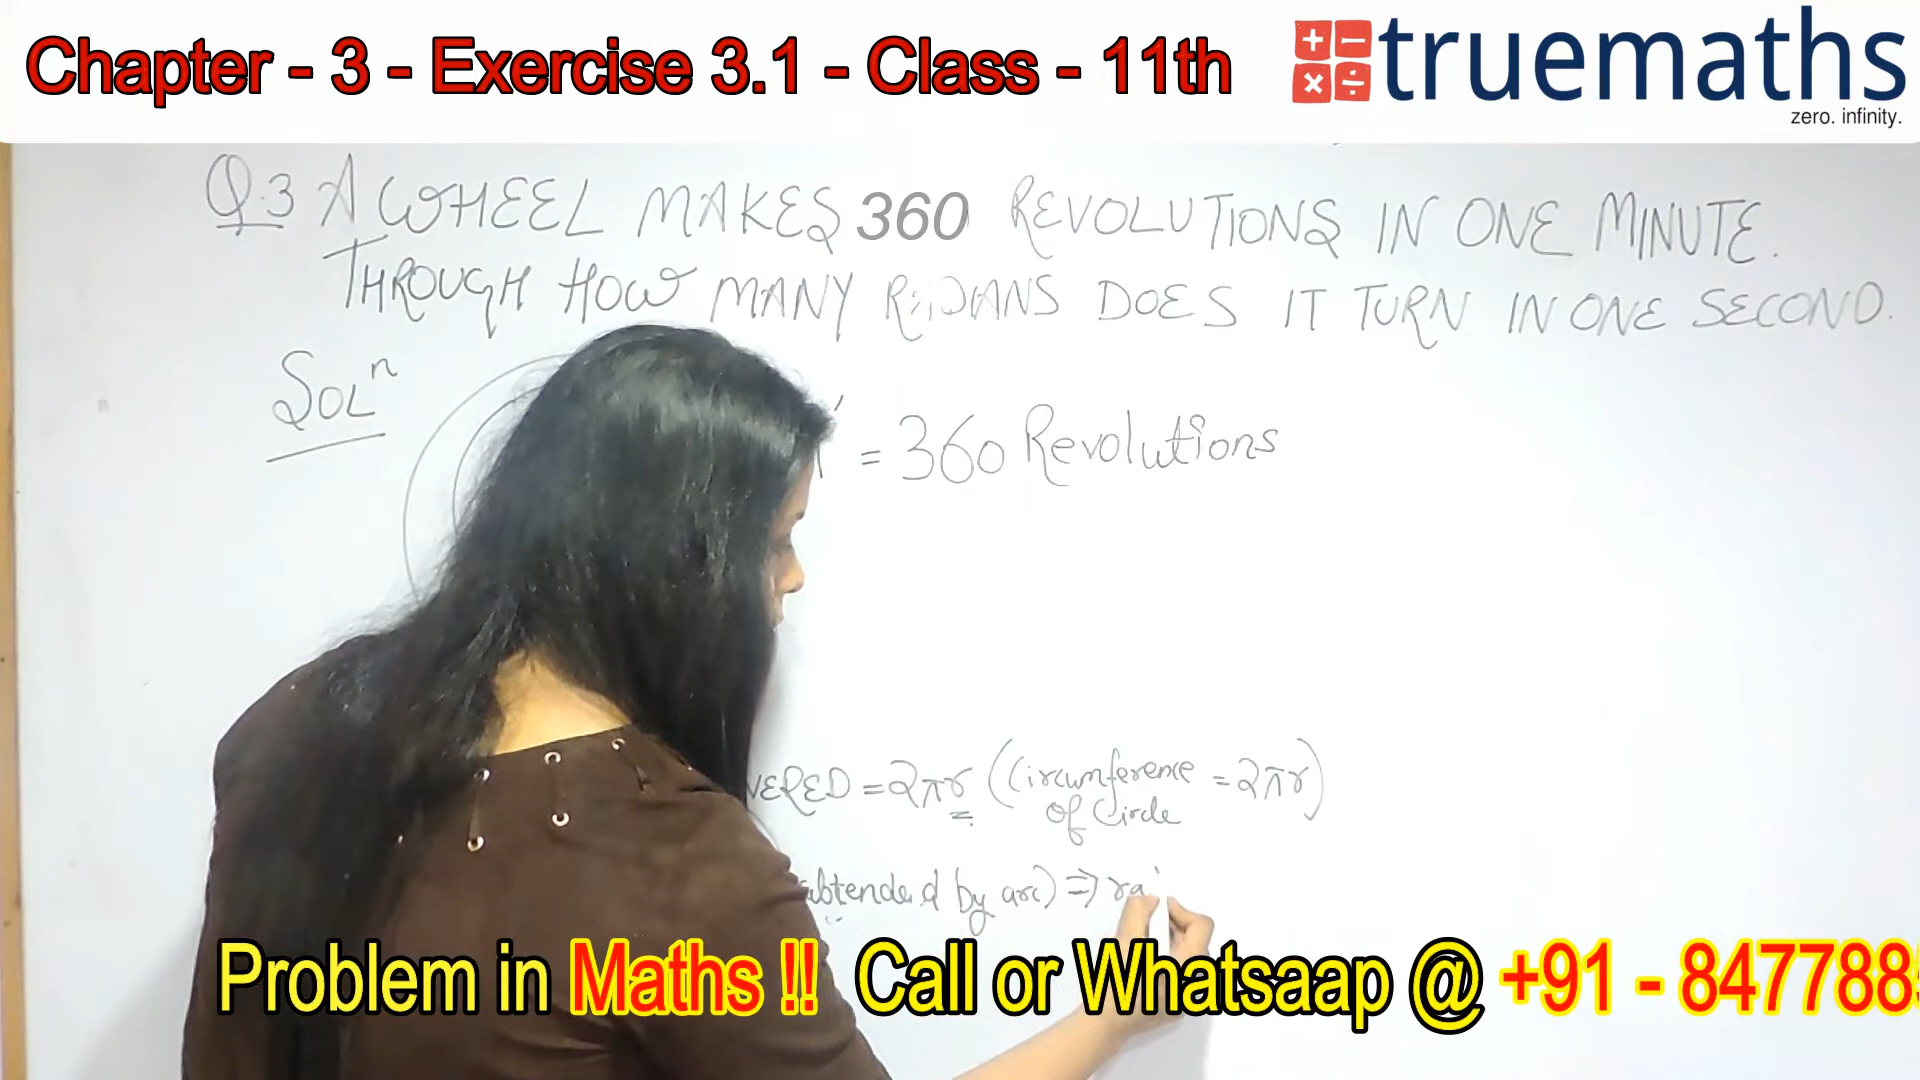 Chapter - 3 - Exercise 3.1 - Class - 11th
truemaths
zero. infinity.
Q.3 A WHEEL MAKES 360 REVOLUTIONS IN ONE MINUTE.
THROUGH HOW MANY RADIANS DOES IT TURN IN ONE SECOND.
SOLⁿ
= 360 Revolutions
VERED = 2πr (Circumference = 2πr)
of Circle
subtended by arc) ⇒ ra
Problem in Maths !! Call or Whatsaap @ +91 - 847788